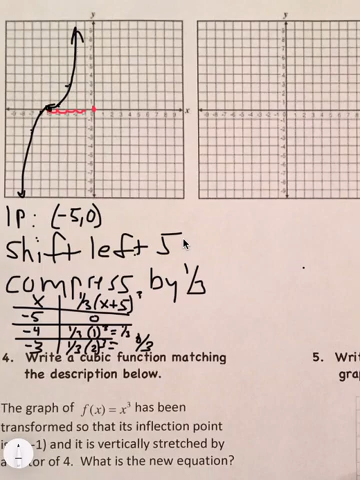 y
y
x
IP: (-5,0)
Shift left 5
compress by 1/3
x 1/3(x+5)³
-5 0
-4 1/3(1)³ = 1/3
-3 1/3(2)³ = 8/3
4. Write a cubic function matching
the description below.
5. Writ
gra
The graph of f(x) = x³ has been
transformed so that its inflection point
-1) and it is vertically stretched by
of 4. What is the new equation?